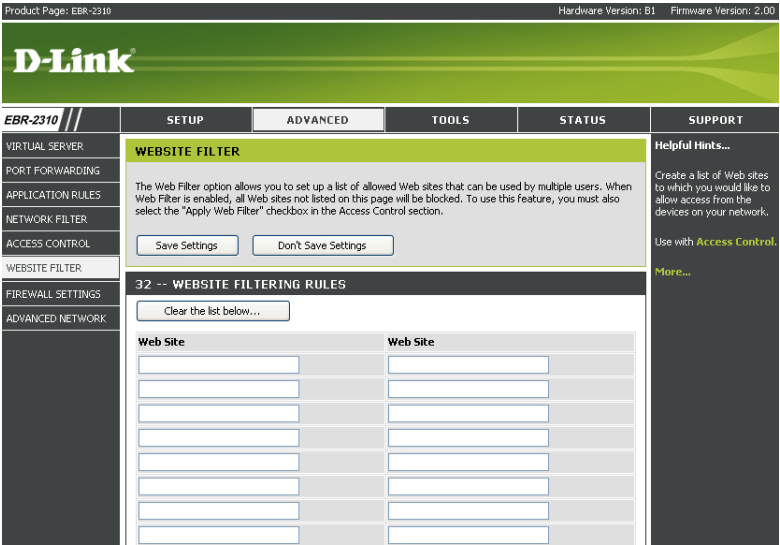 Product Page: EBR-2310
Hardware Version: B1 Firmware Version: 2.00
D-Link
EBR-2310
SETUP
ADVANCED
TOOLS
STATUS
SUPPORT
VIRTUAL SERVER
PORT FORWARDING
APPLICATION RULES
NETWORK FILTER
ACCESS CONTROL
WEBSITE FILTER
FIREWALL SETTINGS
ADVANCED NETWORK
WEBSITE FILTER
The Web Filter option allows you to set up a list of allowed Web sites that can be used by multiple users. When
Web Filter is enabled, all Web sites not listed on this page will be blocked. To use this feature, you must also
select the "Apply Web Filter" checkbox in the Access Control section.
Save Settings
Don't Save Settings
32 -- WEBSITE FILTERING RULES
Clear the list below...
Web Site
Web Site
Helpful Hints...
Create a list of Web sites
to which you would like to
allow access from the
devices on your network.
Use with Access Control.
More...